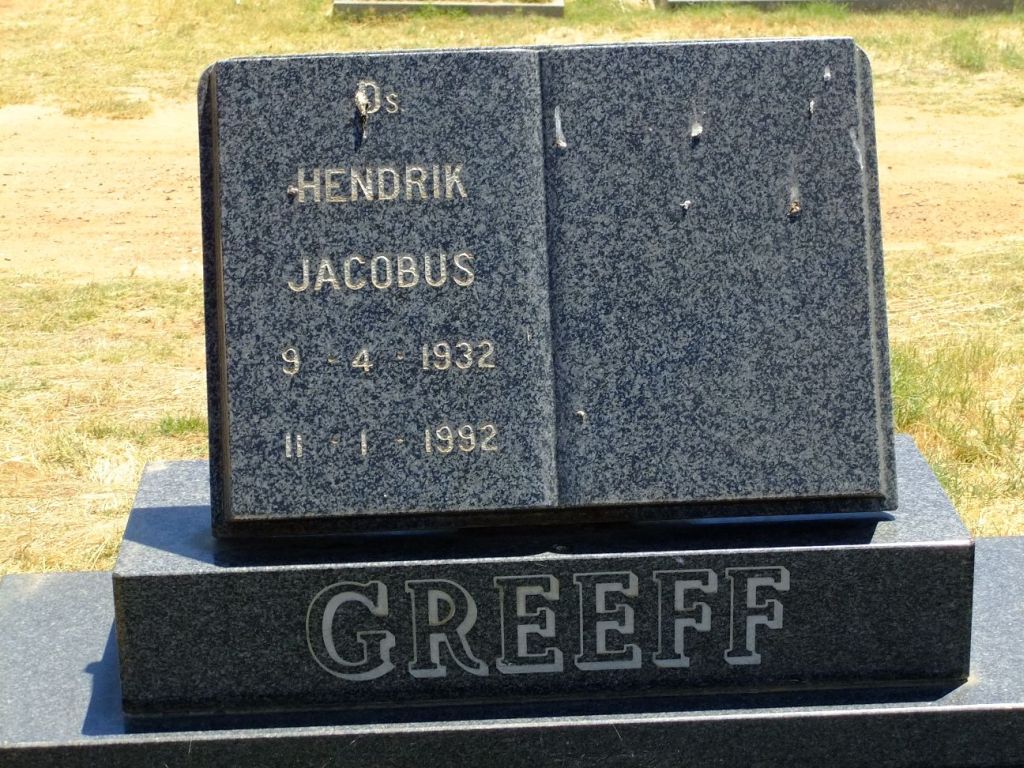 Ds
HENDRIK
JACOBUS
9 - 4 - 1932
11 - 1 - 1992
GREEFF